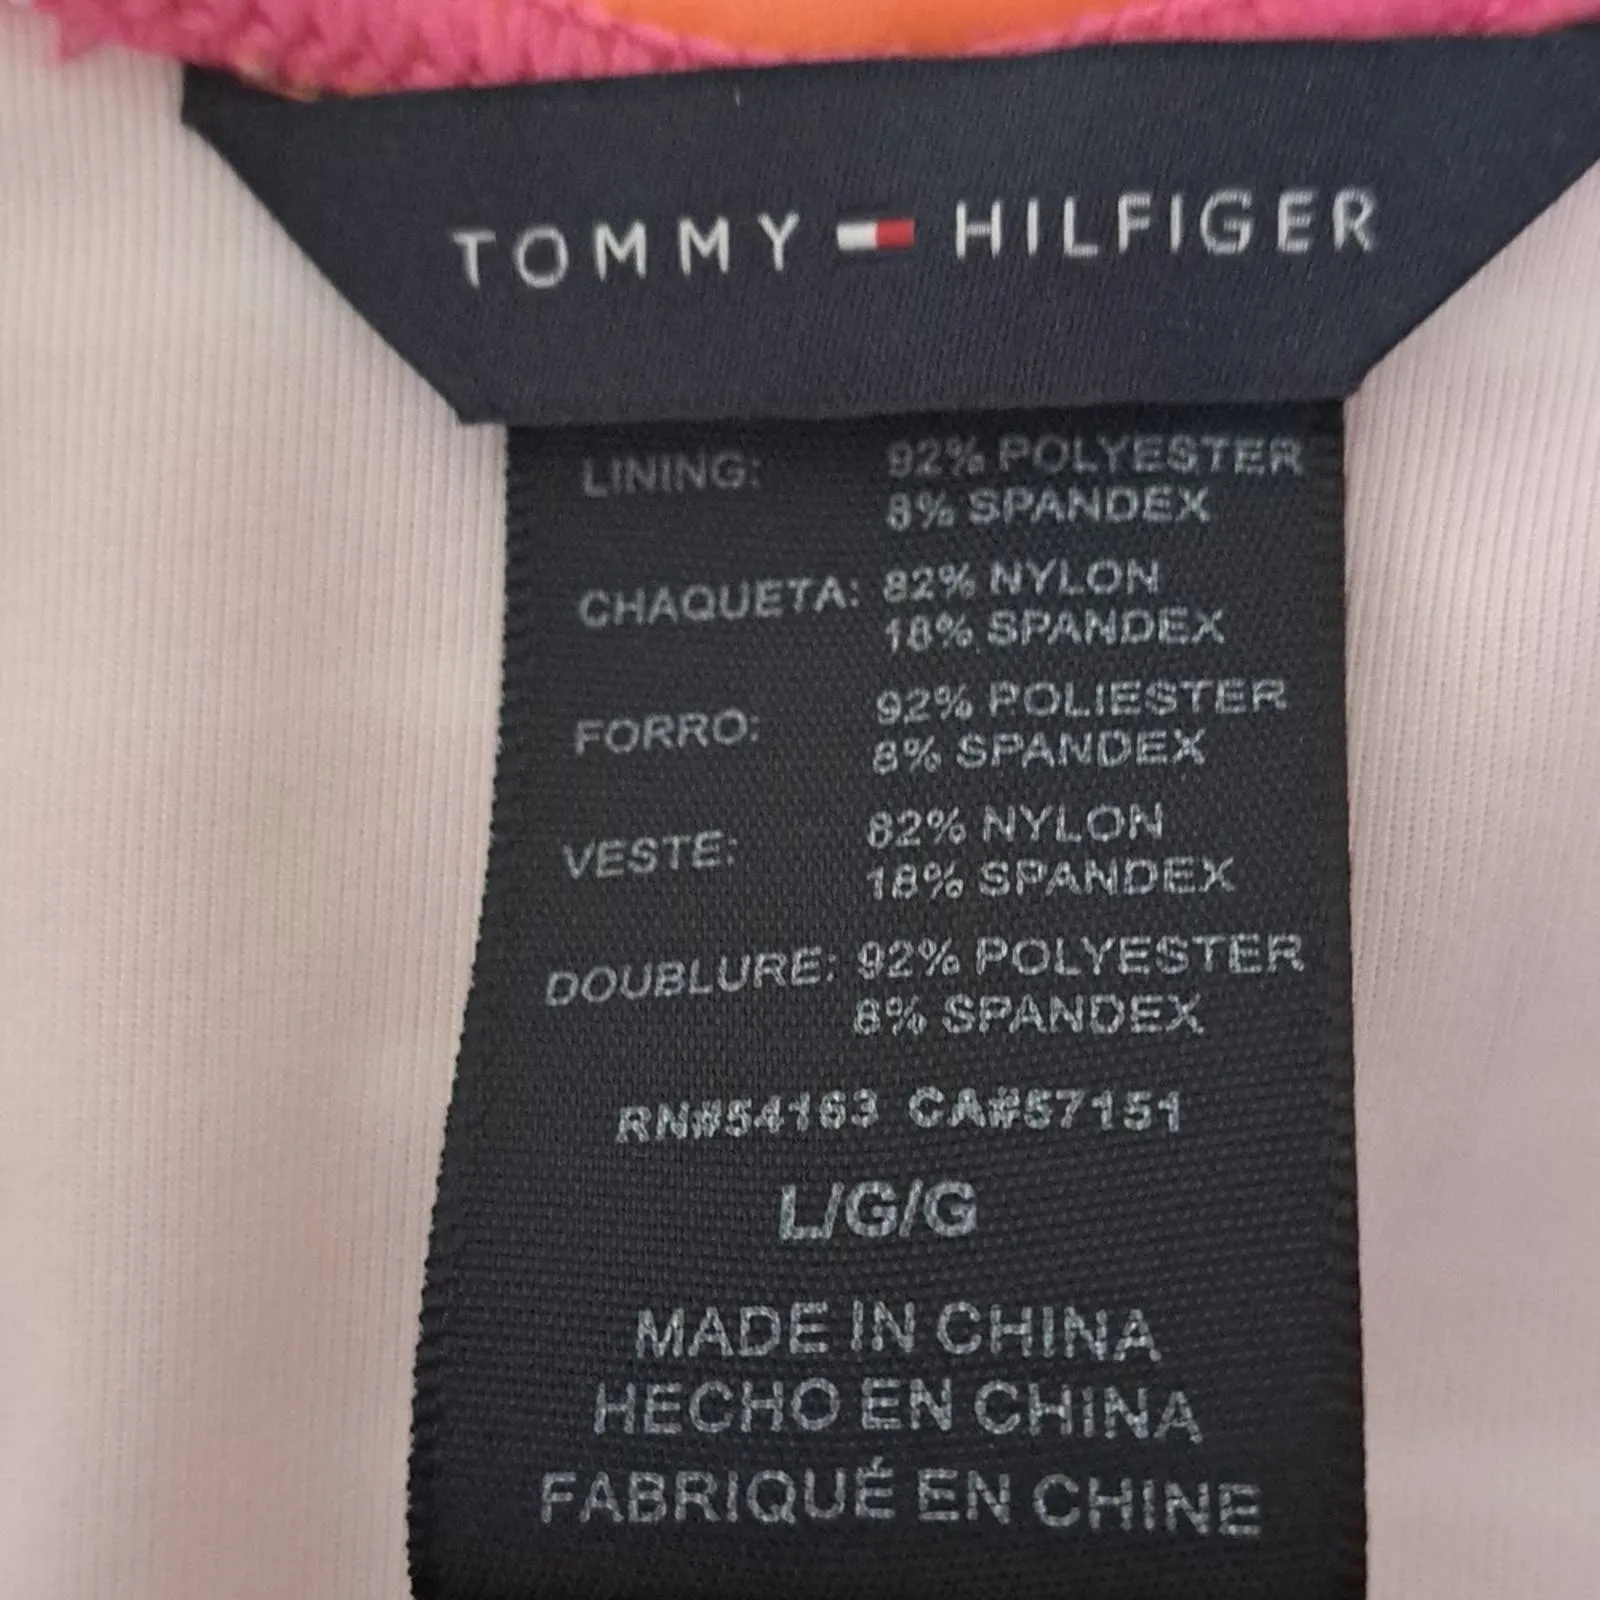 TOMMY HILFIGER
LINING: 92% POLYESTER
8% SPANDEX
CHAQUETA: 82% NYLON
18% SPANDEX
FORRO: 92% POLIESTER
8% SPANDEX
VESTE: 82% NYLON
18% SPANDEX
DOUBLURE: 92% POLYESTER
8% SPANDEX
RN#54163 CA#57151
L/G/G
MADE IN CHINA
HECHO EN CHINA
FABRIQUÉ EN CHINE